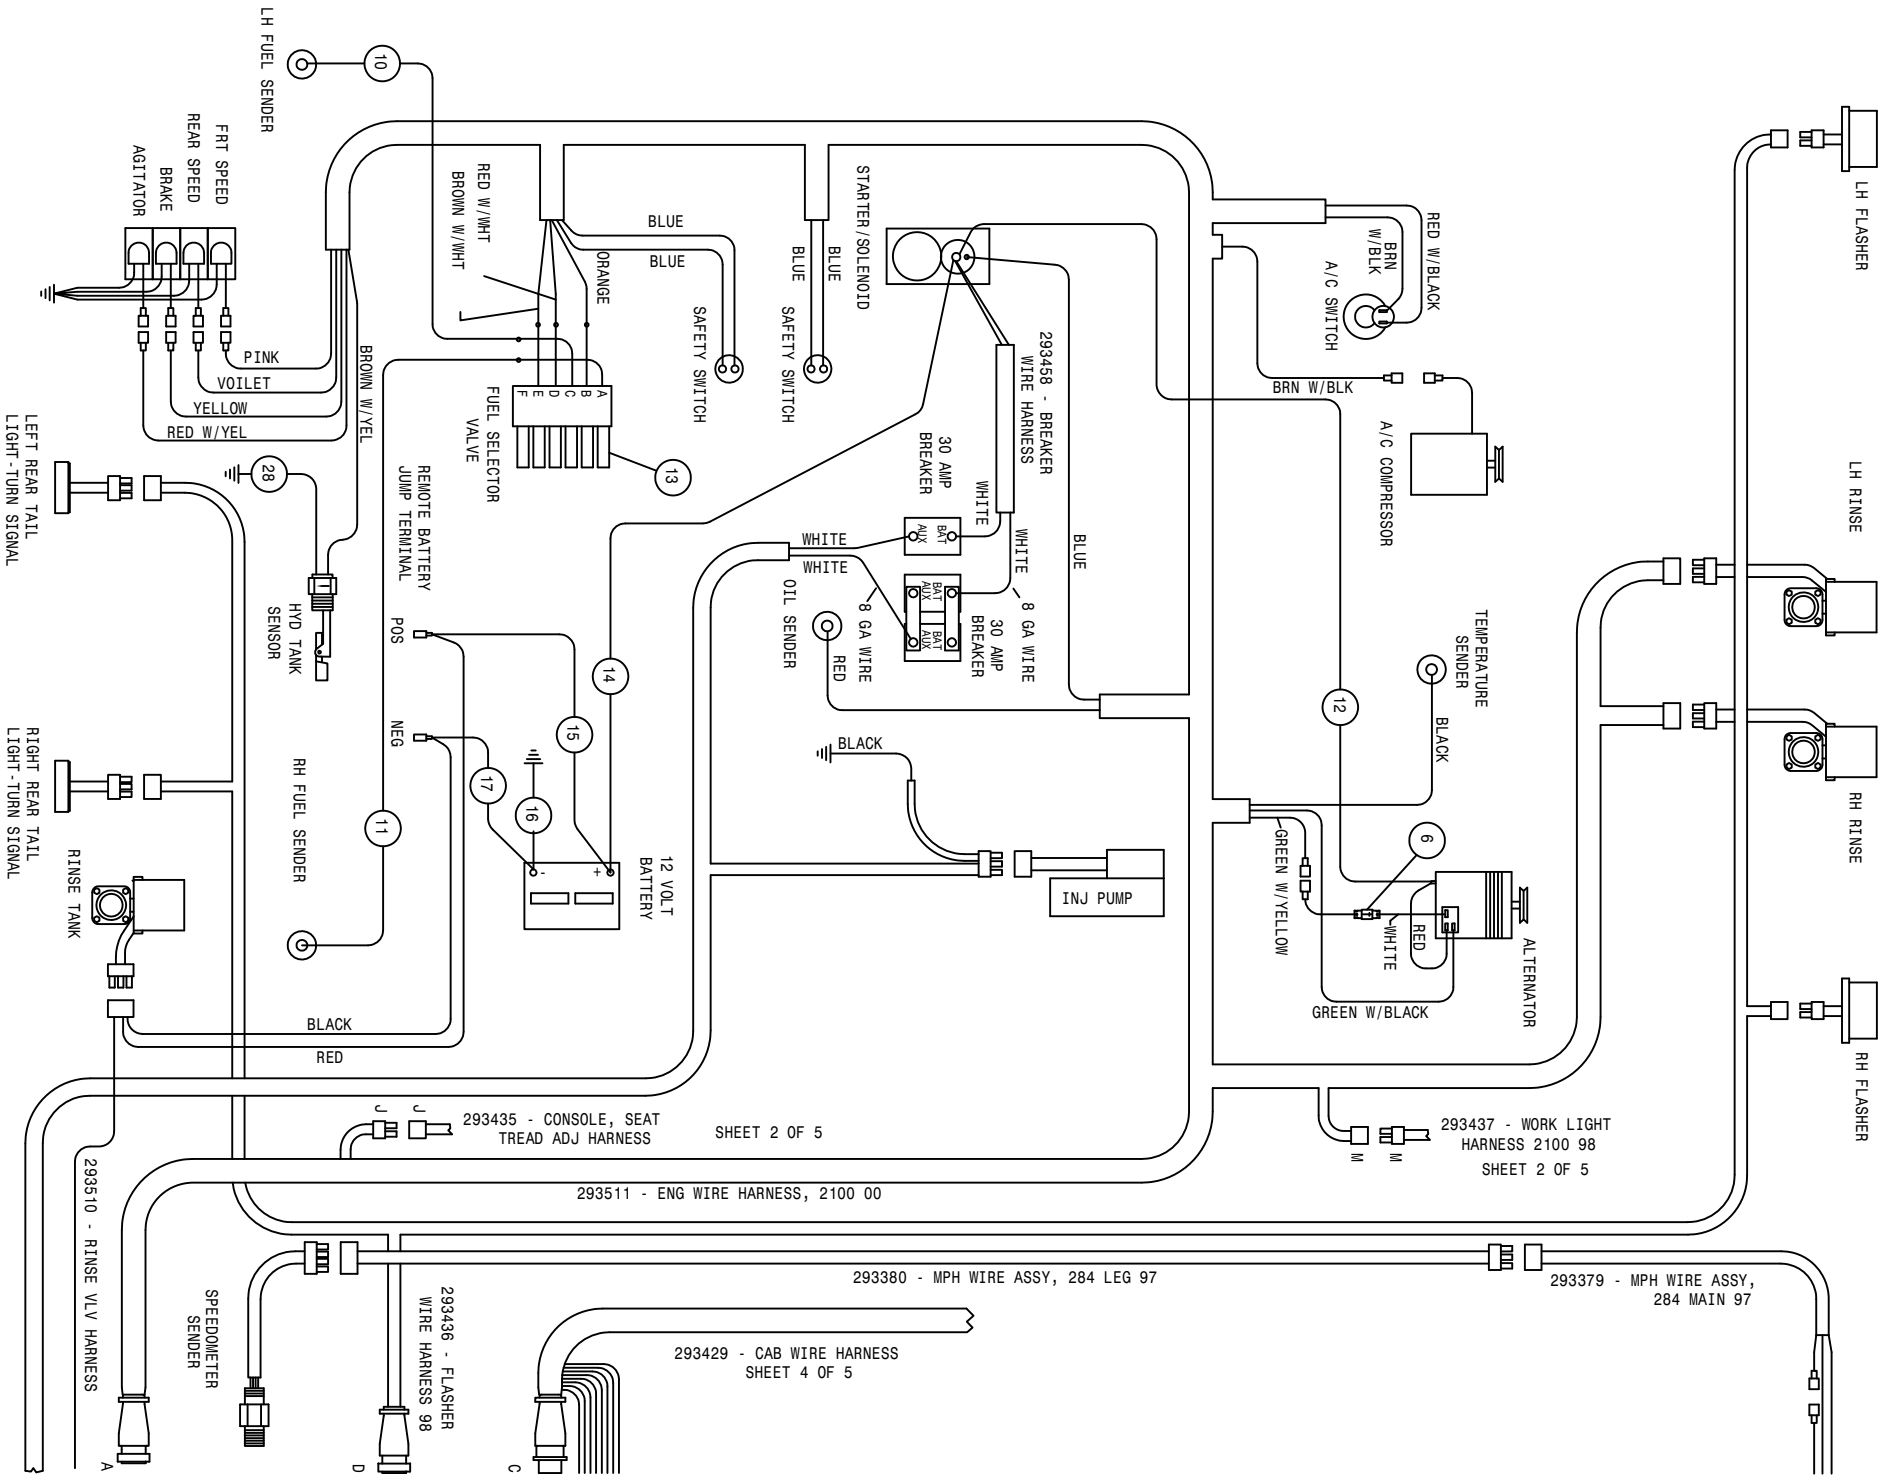 LH FUEL SENDER
10
FRT SPEED
REAR SPEED
BRAKE
AGITATOR
PINK
VOILET
YELLOW
RED W/YEL
BROWN W/YEL
LEFT REAR TAIL
LIGHT-TURN SIGNAL
28
HYD TANK
SENSOR
RIGHT REAR TAIL
LIGHT-TURN SIGNAL
RINSE TANK
RH FUEL SENDER
11
BLACK
RED
RED W/WHT
BROWN W/WHT
ORANGE
BLUE
BLUE
SAFETY SWITCH
A
B
C
D
E
F
FUEL SELECTOR
VALVE
13
REMOTE BATTERY
JUMP TERMINAL
POS
NEG
14
15
17
16
- +
12 VOLT
BATTERY
BLUE
BLUE
SAFETY SWITCH
STARTER/SOLENOID
293458 - BREAKER
WIRE HARNESS
30 AMP
BREAKER
WHITE
BAT
AUX
WHITE
WHITE
WHITE
8 GA WIRE
8 GA WIRE
BAT
AUX
BAT
AUX
30 AMP
BREAKER
OIL SENDER
RED
BLUE
BLACK
INJ PUMP
RED W/BLACK
BRN
W/BLK
A/C SWITCH
BRN W/BLK
A/C COMPRESSOR
TEMPERATURE
SENDER
BLACK
12
6
GREEN W/YELLOW
WHITE
RED
GREEN W/BLACK
ALTERNATOR
LH FLASHER
LH RINSE
RH RINSE
RH FLASHER
J
J
293435 - CONSOLE, SEAT
TREAD ADJ HARNESS
SHEET 2 OF 5
M
M
293437 - WORK LIGHT
HARNESS 2100 98
SHEET 2 OF 5
293511 - ENG WIRE HARNESS, 2100 00
293510 - RINSE VLV HARNESS
SPEEDOMETER
SENDER
293436 - FLASHER
WIRE HARNESS 98
293380 - MPH WIRE ASSY, 284 LEG 97
293379 - MPH WIRE ASSY,
284 MAIN 97
293429 - CAB WIRE HARNESS
SHEET 4 OF 5
A
D
C